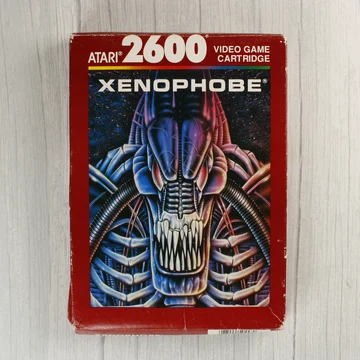 ATARI® 2600 VIDEO GAME
CARTRIDGE
XENOPHOBE®